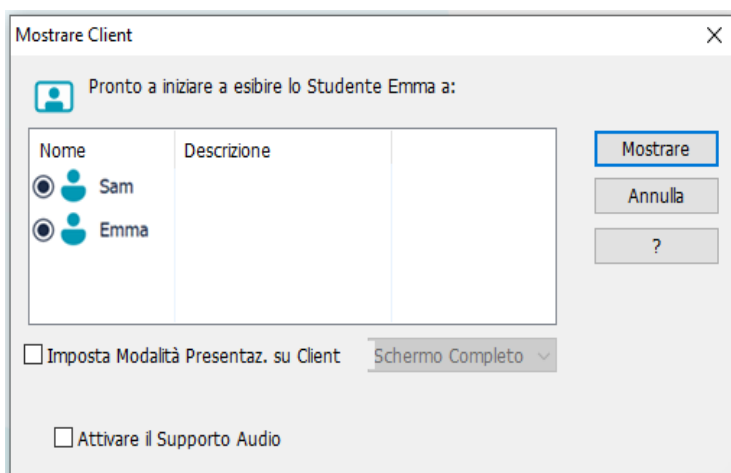 Mostrare Client
Pronto a iniziare a esibire lo Studente Emma a:
Nome Descrizione
Mostrare
Sam
Annulla
Emma
?
Imposta Modalità Presentaz. su Client Schermo Completo
Attivare il Supporto Audio